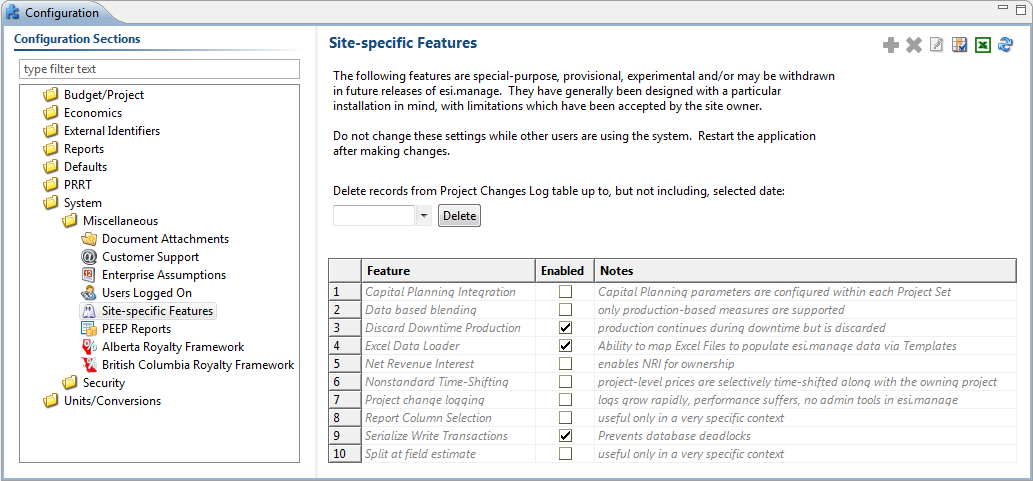 Configuration
Configuration Sections
type filter text
Budget/Project
Economics
External Identifiers
Reports
Defaults
PRRT
System
Miscellaneous
Document Attachments
Customer Support
Enterprise Assumptions
Users Logged On
Site-specific Features
PEEP Reports
Alberta Royalty Framework
British Columbia Royalty Framework
Security
Units/Conversions
Site-specific Features
The following features are special-purpose, provisional, experimental and/or may be withdrawn
in future releases of esi.manage. They have generally been designed with a particular
installation in mind, with limitations which have been accepted by the site owner.
Do not change these settings while other users are using the system. Restart the application
after making changes.
Delete records from Project Changes Log table up to, but not including, selected date:
Delete
Feature Enabled Notes
1 Capital Planning Integration Capital Planning parameters are configured within each Project Set
2 Data based blending only production-based measures are supported
3 Discard Downtime Production production continues during downtime but is discarded
4 Excel Data Loader Ability to map Excel Files to populate esi.manage data via Templates
5 Net Revenue Interest enables NRI for ownership
6 Nonstandard Time-Shifting project-level prices are selectively time-shifted along with the owning project
7 Project change logging logs grow rapidly, performance suffers, no admin tools in esi.manage
8 Report Column Selection useful only in a very specific context
9 Serialize Write Transactions Prevents database deadlocks
10 Split at field estimate useful only in a very specific context